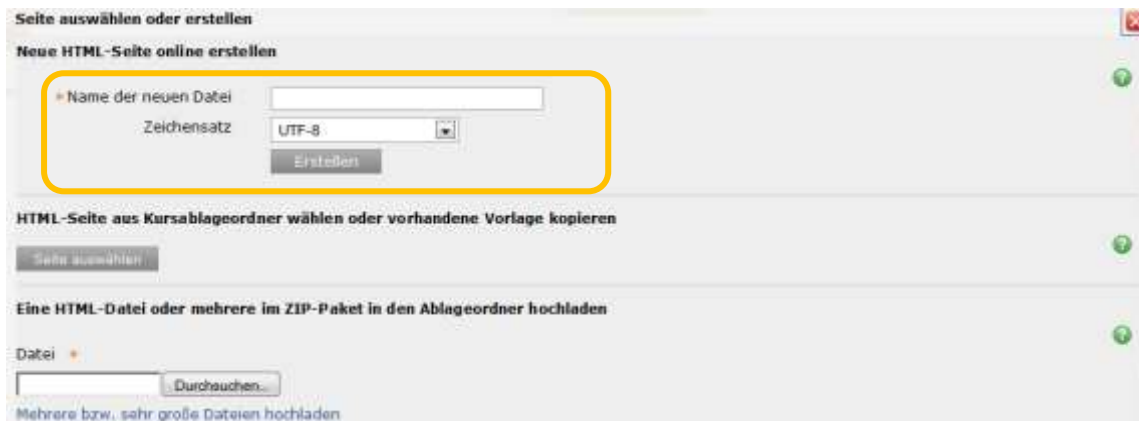 Seite auswählen oder erstellen
Neue HTML-Seite online erstellen
* Name der neuen Datei
Zeichensatz UTF-8
Erstellen
HTML-Seite aus Kursablageordner wählen oder vorhandene Vorlage kopieren
Seite auswählen
Eine HTML-Datei oder mehrere im ZIP-Paket in den Ablageordner hochladen
Datei *
Durchsuchen...
Mehrere bzw. sehr große Dateien hochladen